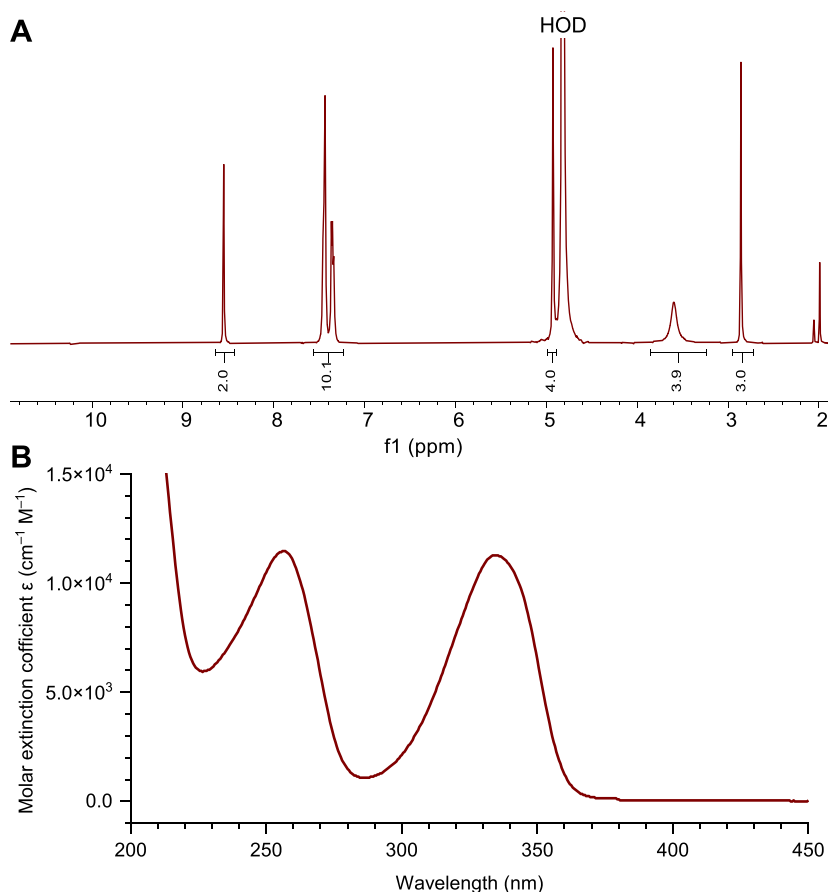 A
HOD
2.0
10.1
4.0
3.9
3.0
10 9 8 7 6 5 4 3 2
f1 (ppm)
B
Molar extinction cofficient ε (cm⁻¹ M⁻¹)
1.5×10⁴
1.0×10⁴
5.0×10³
0.0
200 250 300 350 400 450
Wavelength (nm)